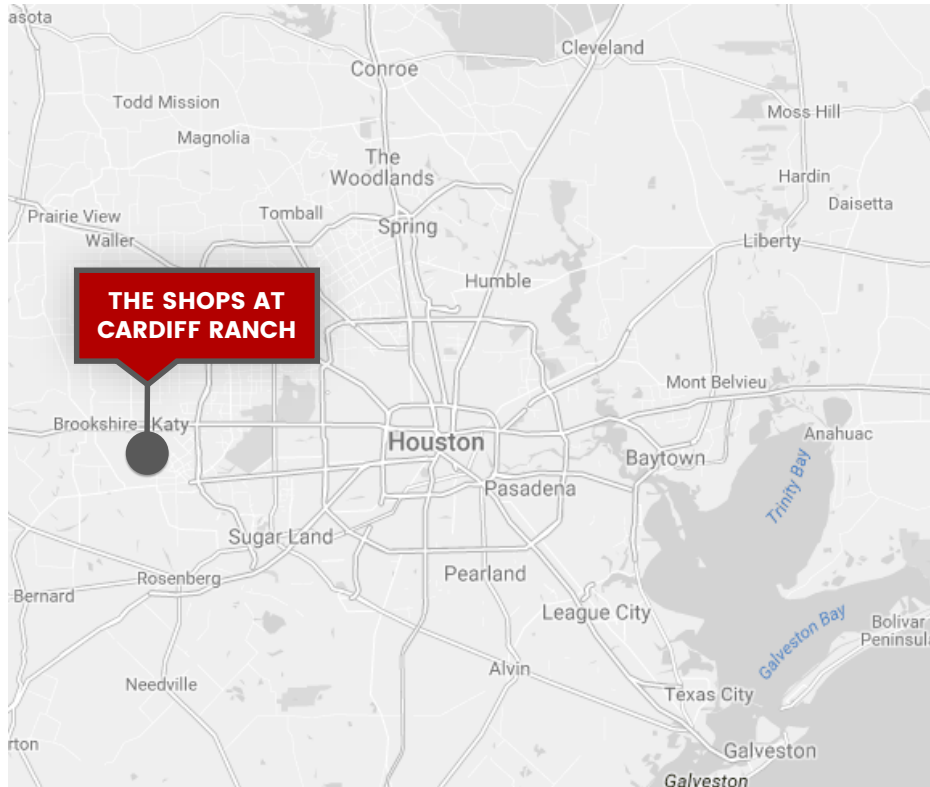 asota
Cleveland
Conroe
Todd Mission
Moss Hill
Magnolia
The
Woodlands
Hardin
Daisetta
Prairie View
Tomball
Spring
Waller
Liberty
Humble
THE SHOPS AT
CARDIFF RANCH
Mont Belvieu
Brookshire
Katy
Houston
Anahuac
Baytown
Trinity Bay
Pasadena
Sugar Land
Rosenberg
Pearland
Bernard
League City
Galveston Bay
Bolivar
Peninsula
Alvin
Needville
Texas City
rton
Galveston
Galveston